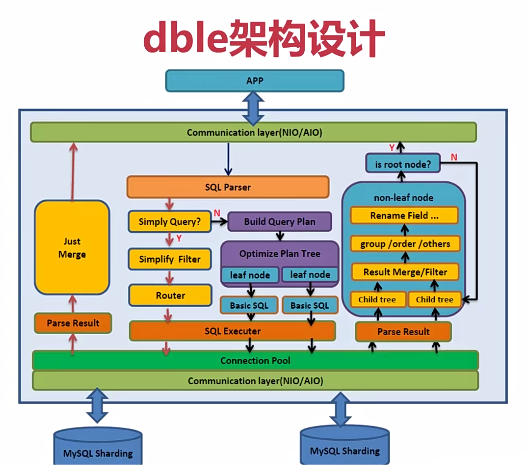 dble架构设计
APP
Communication layer(NIO/AIO)
Y
is root node?
N
SQL Parser
non-leaf node
Rename Field ...
Simply Query?
N
Build Query Plan
Just
Merge
Y
group /order /others
Simplify Filter
Optimize Plan Tree
leaf node
leaf node
Result Merge/Filter
Router
Basic SQL
Basic SQL
Child tree
Child tree
Parse Result
SQL Executer
Parse Result
Connection Pool
Communication layer(NIO/AIO)
MySQL Sharding
MySQL Sharding